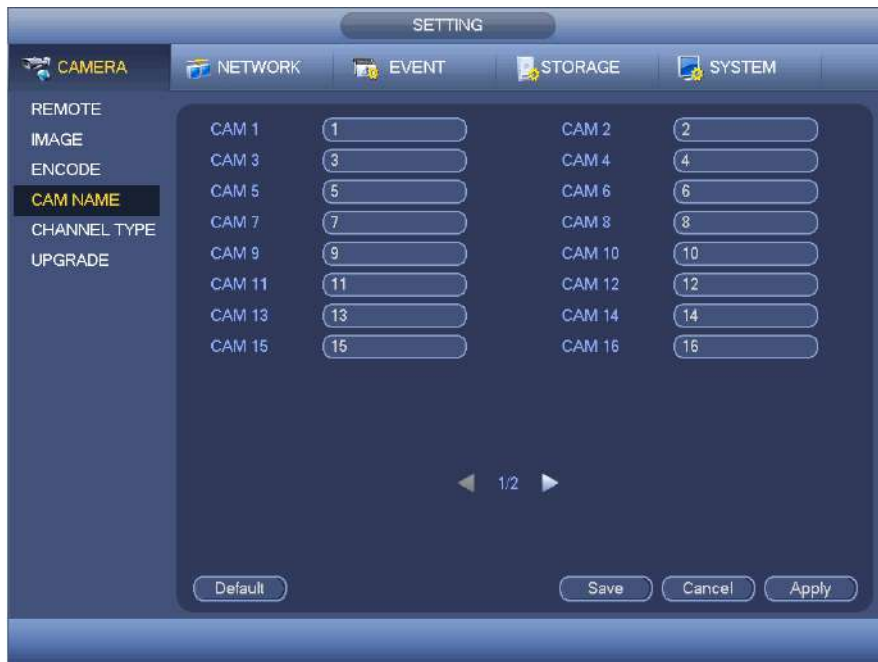 SETTING
CAMERA NETWORK EVENT STORAGE SYSTEM
REMOTE
IMAGE
ENCODE
CAM NAME
CHANNEL TYPE
UPGRADE
CAM 1 1 CAM 2 2
CAM 3 3 CAM 4 4
CAM 5 5 CAM 6 6
CAM 7 7 CAM 8 8
CAM 9 9 CAM 10 10
CAM 11 11 CAM 12 12
CAM 13 13 CAM 14 14
CAM 15 15 CAM 16 16
1/2
Default Save Cancel Apply